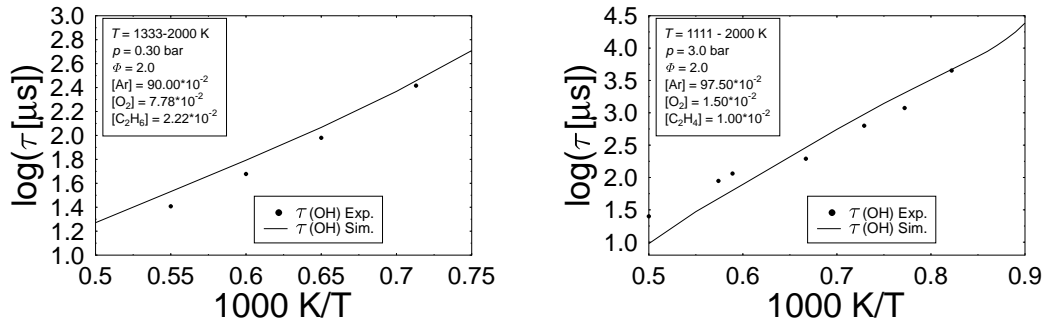 3.0
2.8
2.6
2.4
2.2
2.0
1.8
1.6
1.4
1.2
1.0
log(τ [μs])
T = 1333-2000 K
p = 0.30 bar
Φ = 2.0
[Ar] = 90.00*10-2
[O2] = 7.78*10-2
[C2H6] = 2.22*10-2
τ (OH) Exp.
τ (OH) Sim.
0.5 0.55 0.6 0.65 0.7 0.75
1000 K/T
4.5
4.0
3.5
3.0
2.5
2.0
1.5
1.0
log(τ [μs])
T = 1111 - 2000 K
p = 3.0 bar
Φ = 2.0
[Ar] = 97.50*10-2
[O2] = 1.50*10-2
[C2H4] = 1.00*10-2
τ (OH) Exp.
τ (OH) Sim.
0.5 0.6 0.7 0.8 0.9
1000 K/T